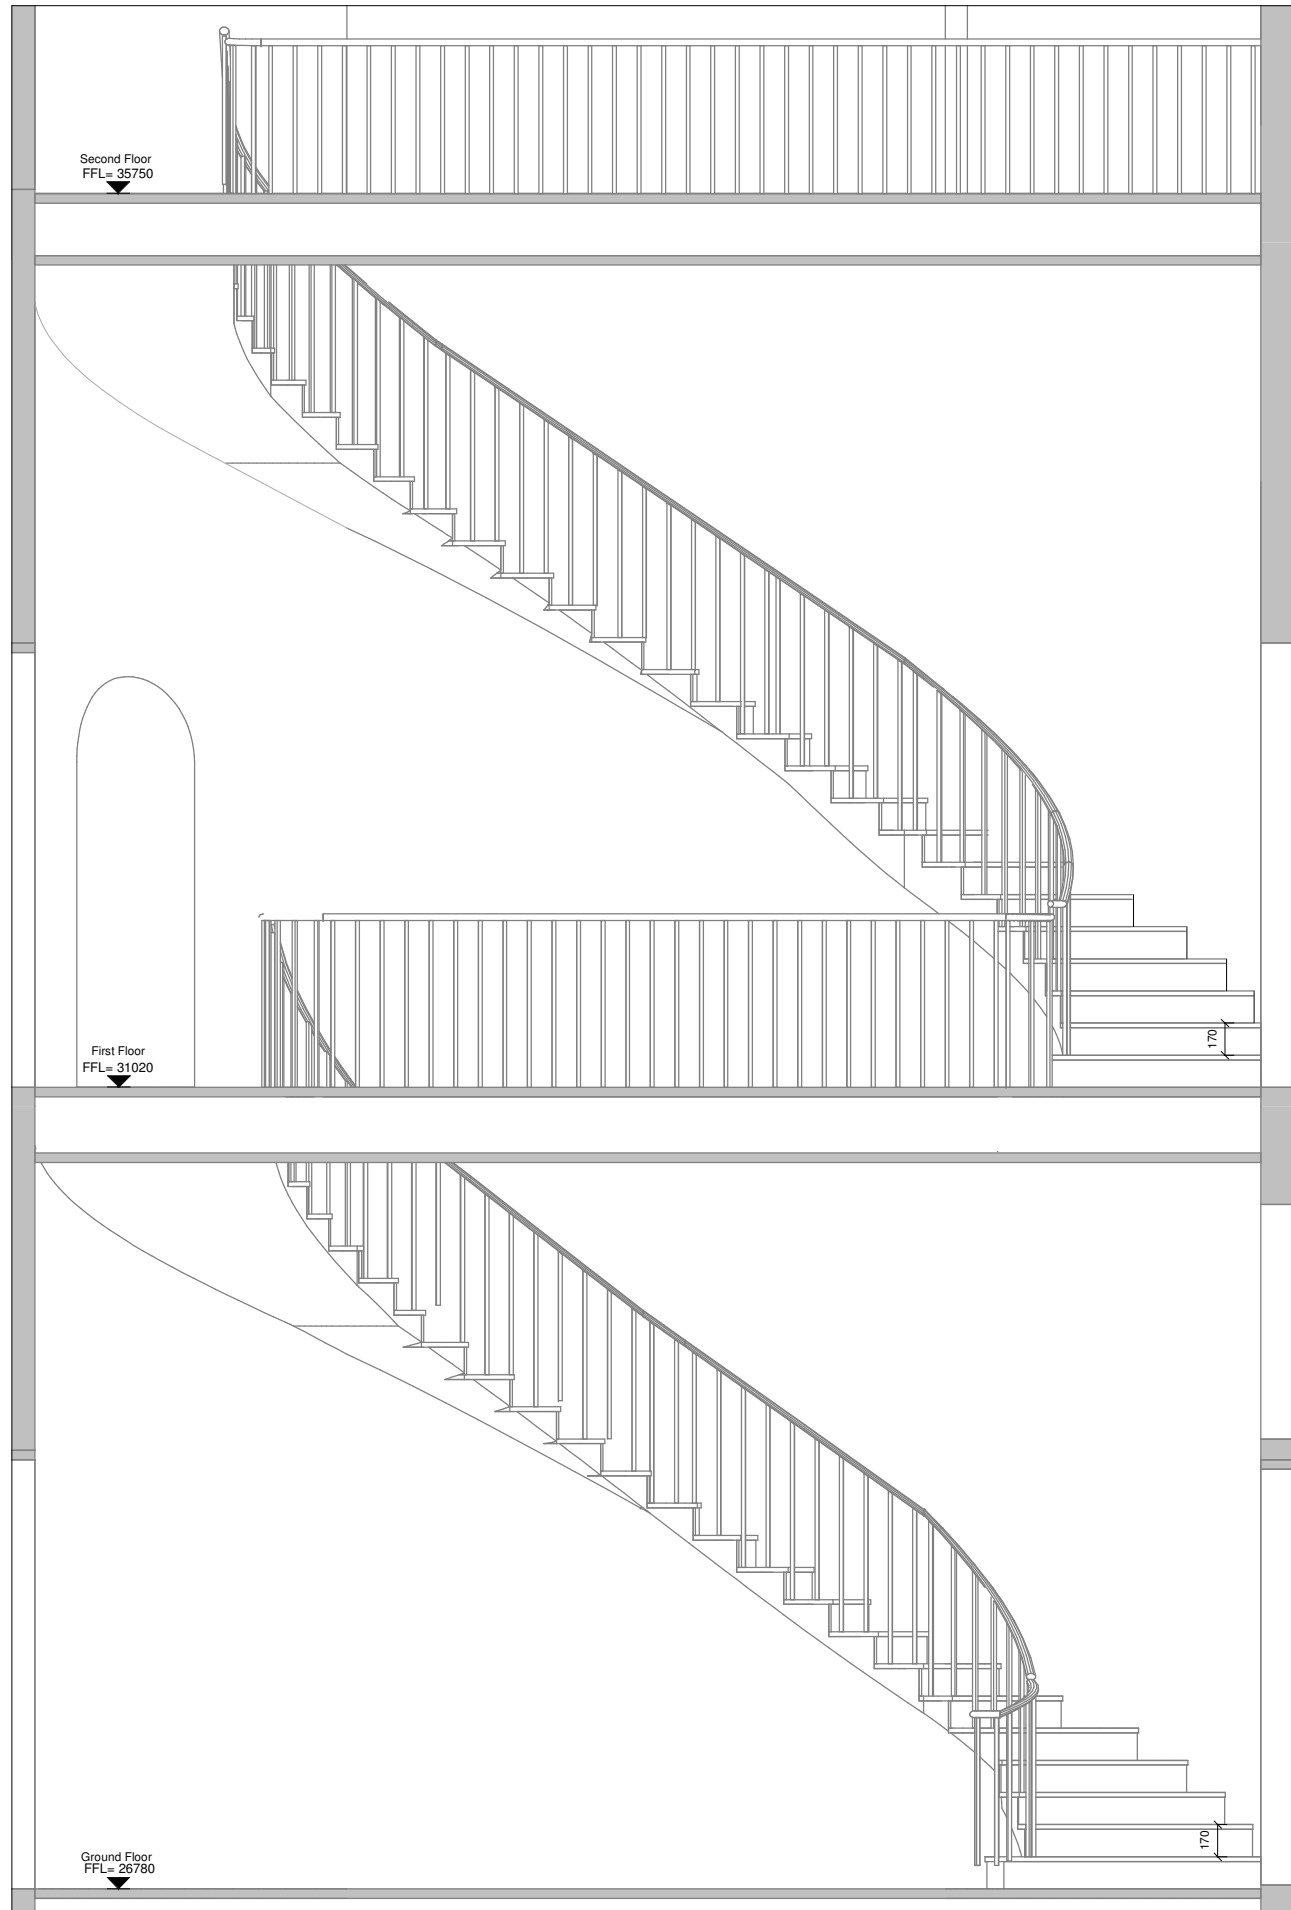 Second Floor
FFL= 35750
First Floor
FFL= 31020
170
Ground Floor
FFL= 26780
170